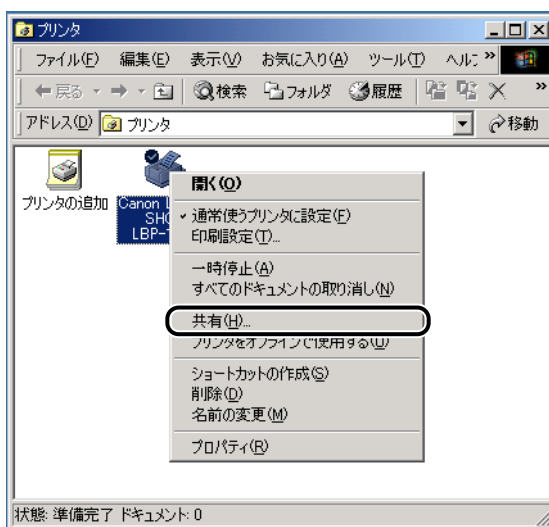 プリンタ
ファイル(F) 編集(E) 表示(V) お気に入り(A) ツール(T) ヘルプ »
戻る 検索 フォルダ 履歴 »
アドレス(D) プリンタ 移動
プリンタの追加
Canon
LBP-
開く(O)
通常使うプリンタに設定(F)
印刷設定(T)...
一時停止(A)
すべてのドキュメントの取り消し(N)
共有(H)...
プリンタをオフラインで使用する(U)
ショートカットの作成(S)
削除(D)
名前の変更(M)
プロパティ(R)
状態: 準備完了 ドキュメント: 0